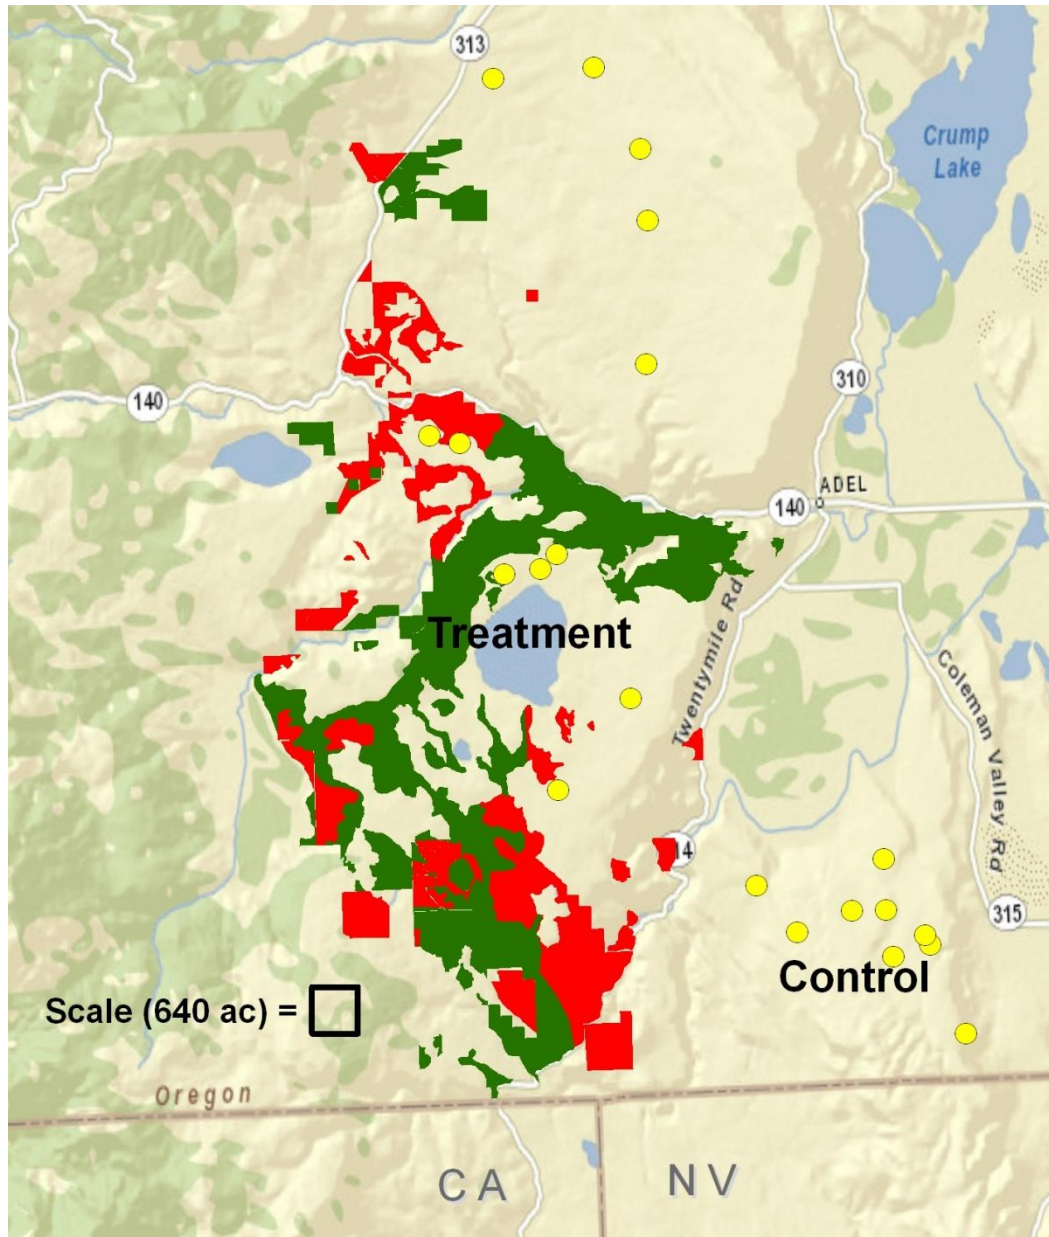 313
Crump
Lake
310
140
ADEL
140
Treatment
Twentymile Rd
Coleman Valley Rd
14
315
Control
Scale (640 ac) =
Oregon
CA
NV